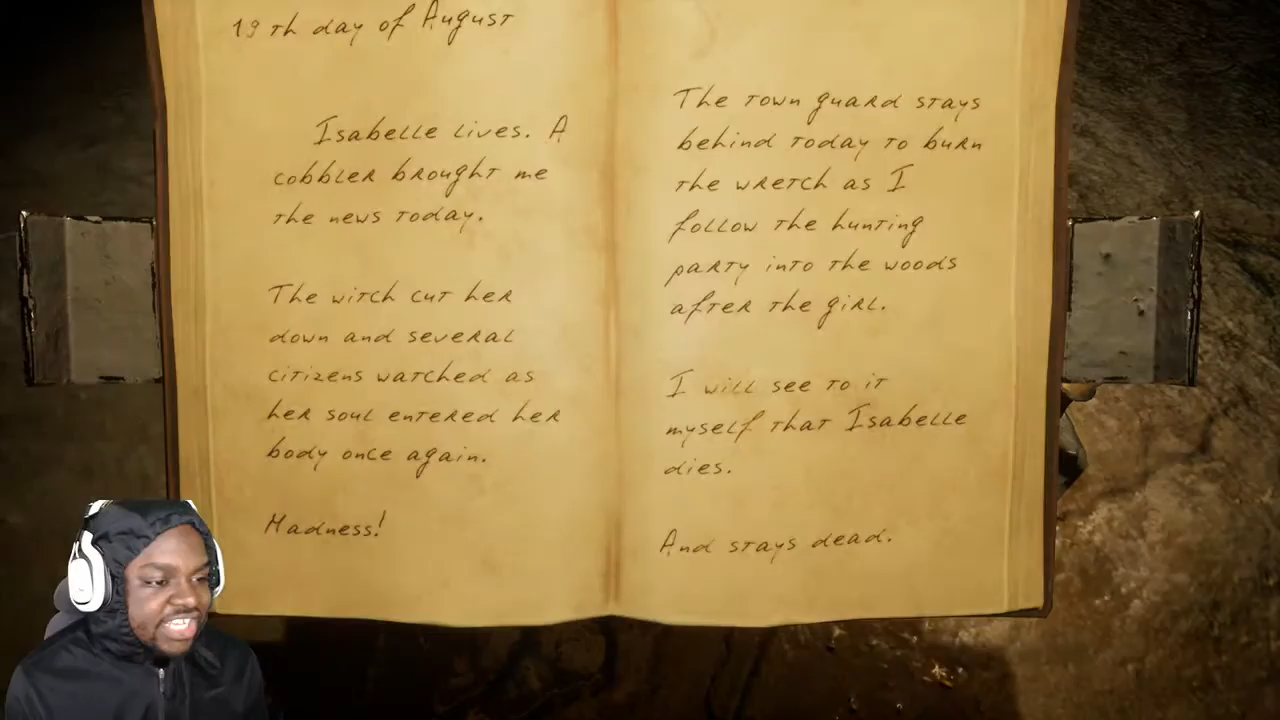 19th day of August
Isabelle lives. A
cobbler brought me
the news today.
The witch cut her
down and several
citizens watched as
her soul entered her
body once again.
Madness!
The town guard stays
behind today to burn
the wretch as I
follow the hunting
party into the woods
after the girl.
I will see to it
myself that Isabelle
dies.
And stays dead.